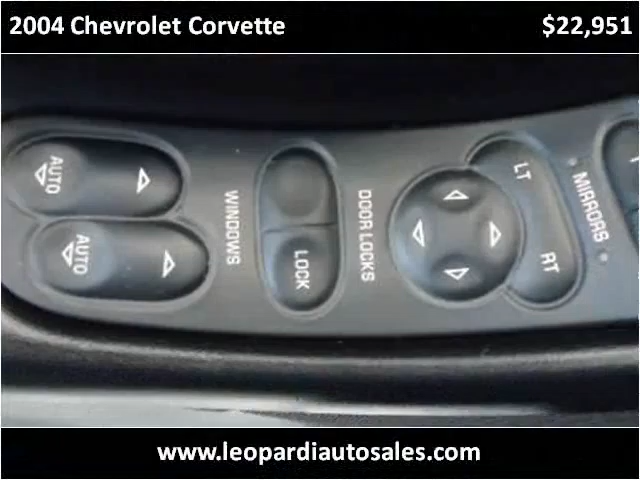 2004 Chevrolet Corvette
$22,951
AUTO
AUTO
WINDOWS
LOCK
DOOR LOCKS
LT
RT
MIRRORS
www.leopardiautosales.com